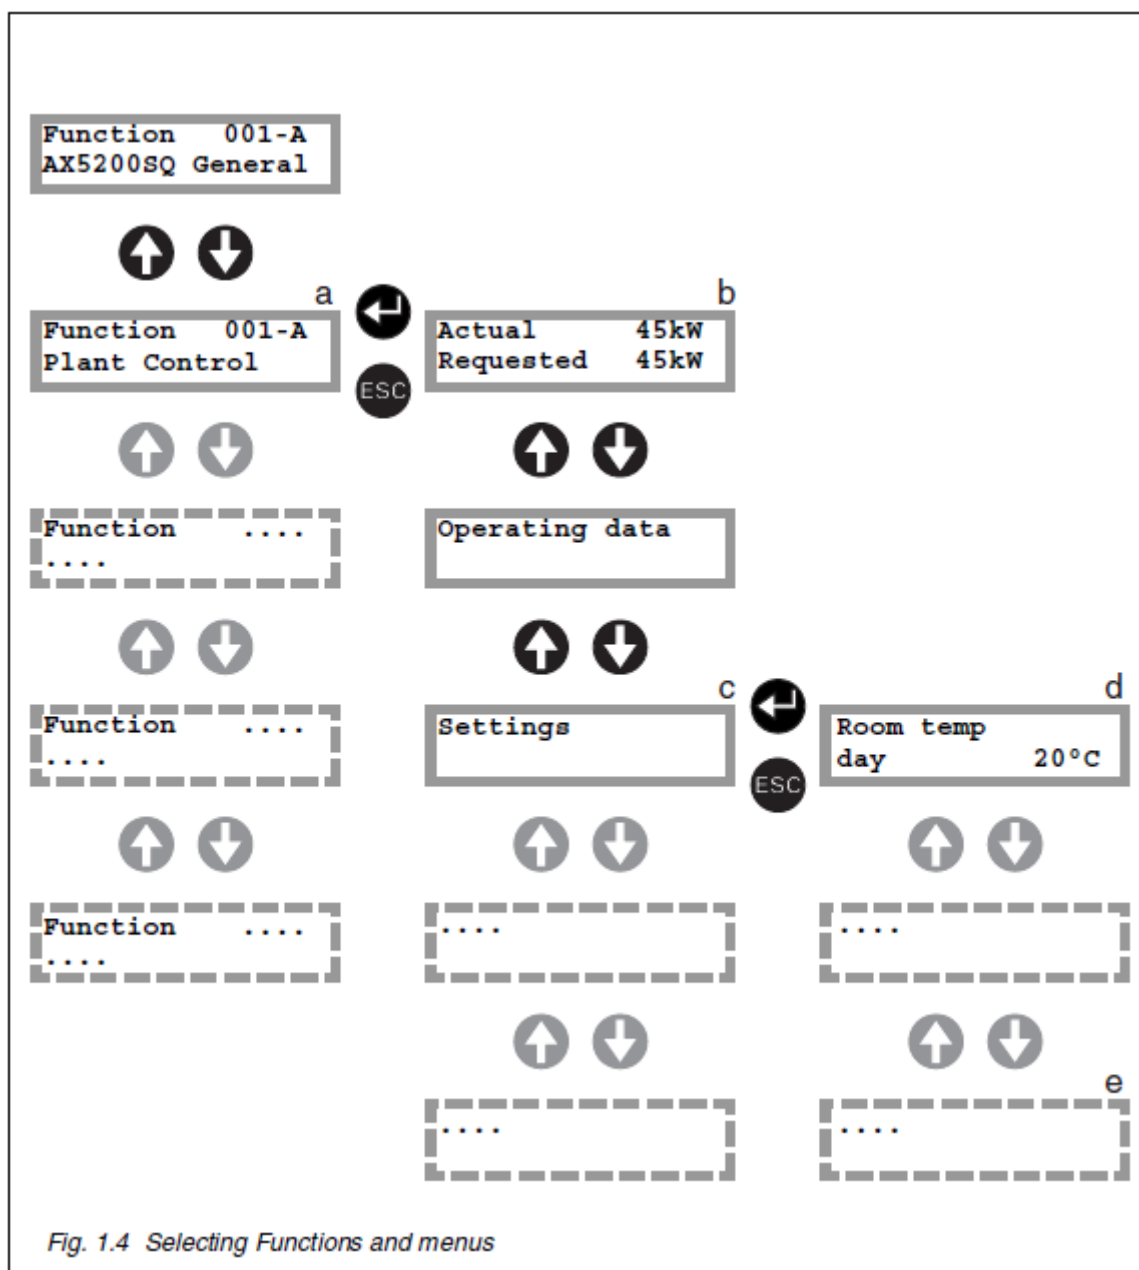 Function 001-A
AX5200SQ General
a
Function 001-A
Plant Control
ESC
b
Actual 45kW
Requested 45kW
Function ....
....
Operating data
Function ....
....
c
Settings
ESC
d
Room temp
day 20°C
Function ....
....
....
....
....
e
....
Fig. 1.4 Selecting Functions and menus